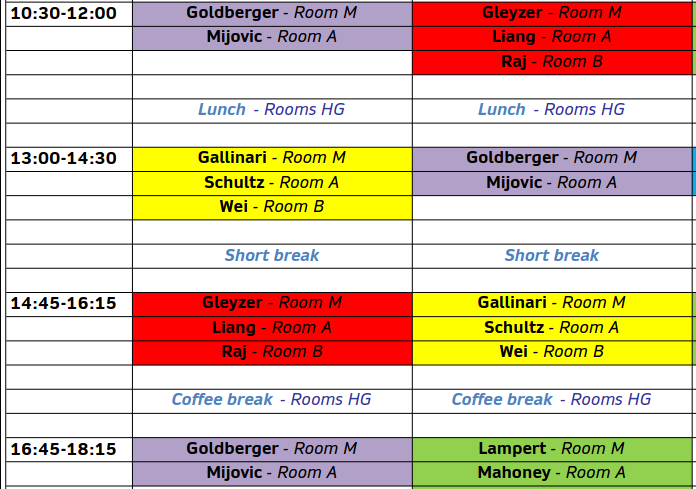 10:30-12:00 Goldberger - Room M Gleyzer - Room M
Mijovic - Room A Liang - Room A
Raj - Room B
Lunch - Rooms HG Lunch - Rooms HG
13:00-14:30 Gallinari - Room M Goldberger - Room M
Schultz - Room A Mijovic - Room A
Wei - Room B
Short break Short break
14:45-16:15 Gleyzer - Room M Gallinari - Room M
Liang - Room A Schultz - Room A
Raj - Room B Wei - Room B
Coffee break - Rooms HG Coffee break - Rooms HG
16:45-18:15 Goldberger - Room M Lampert - Room M
Mijovic - Room A Mahoney - Room A